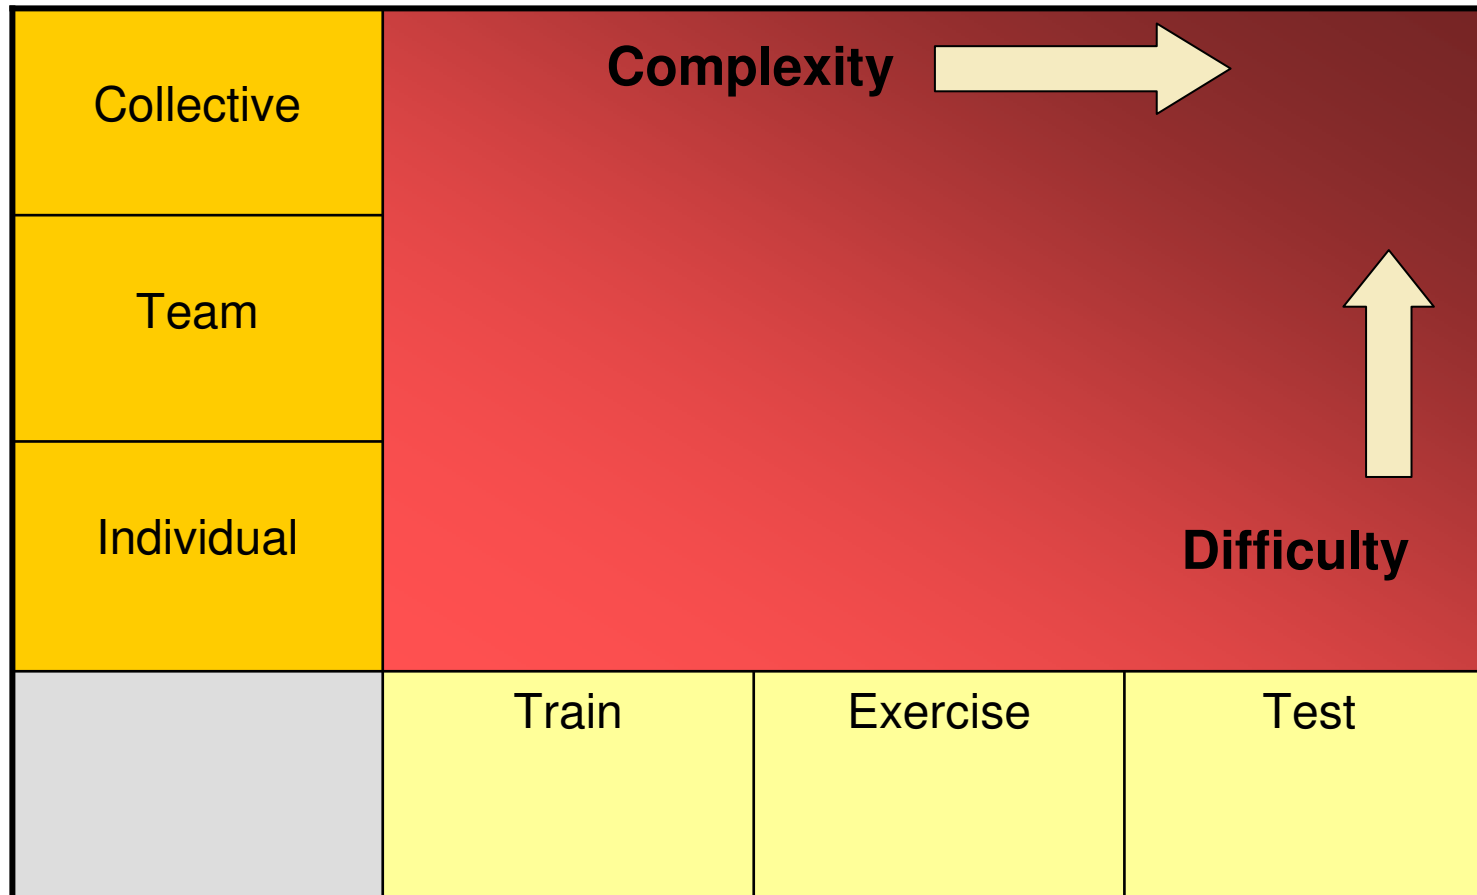 Collective
Complexity
Team
Individual
Difficulty
Train
Exercise
Test